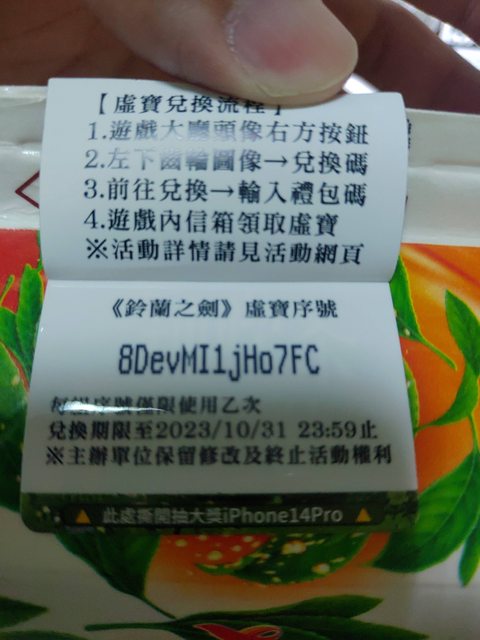 【虛寶兌換流程】
1.遊戲大廳頭像右方按鈕
2.左下齒輪圖像→兌換碼
3.前往兌換→輸入禮包碼
4.遊戲內信箱領取虛寶
※活動詳情請見活動網頁
《鈴蘭之劍》虛寶序號
8DevMI1jHo7FC
每組序號僅限使用乙次
兌換期限至2023/10/31 23:59止
※主辦單位保留修改及終止活動權利
▲ 此處撕開抽大獎iPhone14Pro ▲